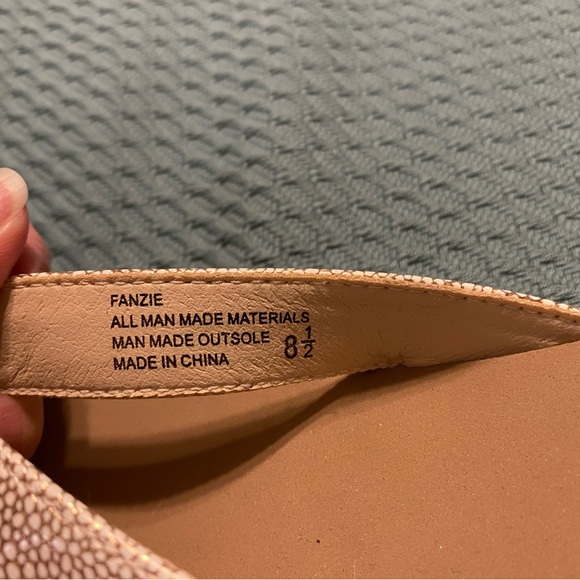 FANZIE
ALL MAN MADE MATERIALS
MAN MADE OUTSOLE 8 1/2
MADE IN CHINA